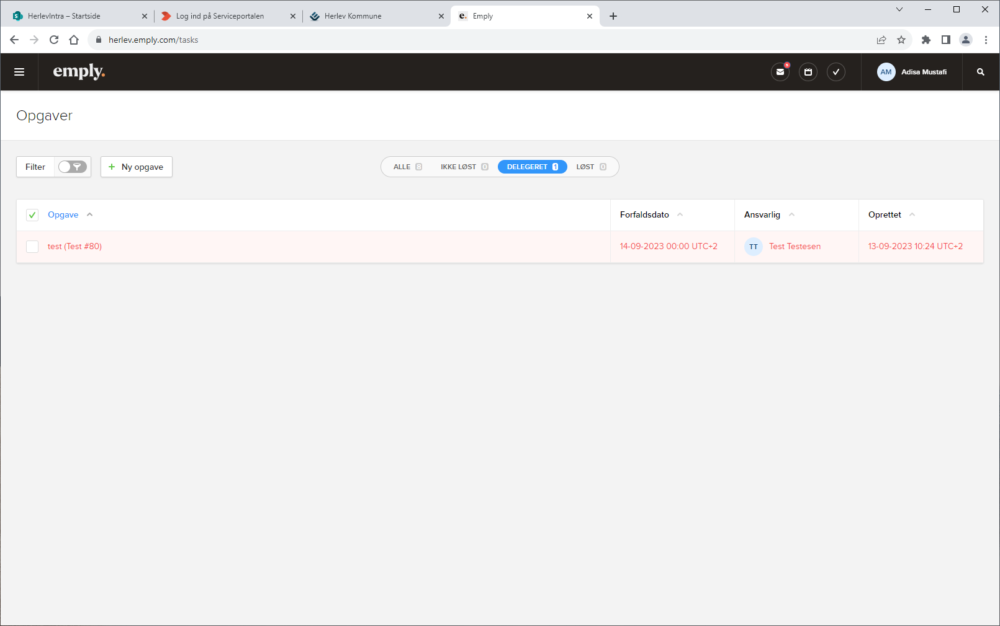 HerlevIntra – Startside
Log ind på Serviceportalen
Herlev Kommune
e. Emply
herlev.emply.com/tasks
emply.
AM Adisa Mustafi
Opgaver
Filter
+ Ny opgave
ALLE 8
IKKE LØST 0
DELEGERET 1
LØST 0
Opgave
Forfaldsdato
Ansvarlig
Oprettet
test (Test #80)
14-09-2023 00:00 UTC+2
TT Test Testesen
13-09-2023 10:24 UTC+2